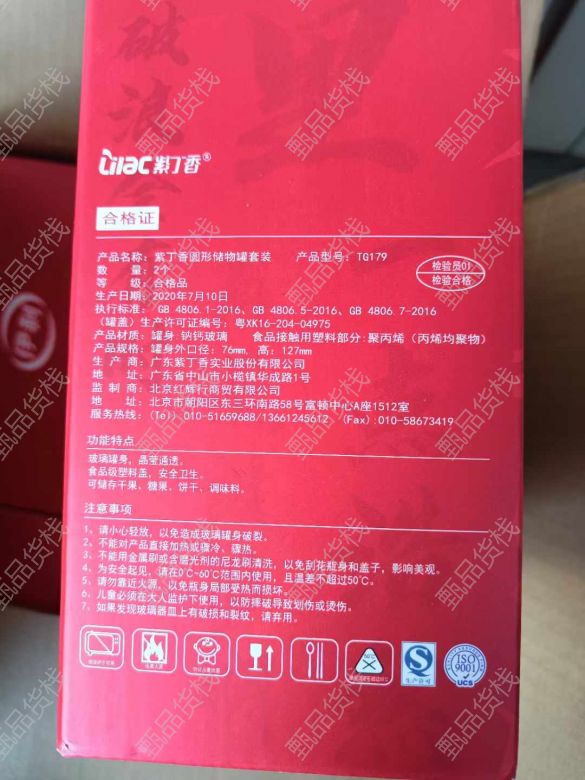 破浪
Lilac紫丁香®
合格证
产品名称：紫丁香圆形储物罐套装 产品型号：TG179
数 量：2个
等 级：合格品
生产日期：2020年7月10日
检验员01
检验合格
执行标准：GB 4806.1-2016、GB 4806.5-2016、GB 4806.7-2016
（罐盖）生产许可证编号：粤XK16-204-04975
产品材质：罐身：钠钙玻璃 食品接触用塑料部分：聚丙烯（丙烯均聚物）
产品规格：罐身外口径：76mm，高：127mm
生 产 商：广东紫丁香实业股份有限公司
地 址：广东省中山市小榄镇华成路1号
监 制 商：北京红辉行商贸有限公司
地 址：北京市朝阳区东三环南路58号富顿中心A座1512室
服务热线：（Tel）010-51659688/13661245612 （Fax）:010-58673419
功能特点
玻璃罐身，晶莹通透。
食品级塑料盖，安全卫生。
可储存干果、糖果、饼干、调味料。
注意事项
1、请小心轻放，以免造成玻璃罐身破裂。
2、不能对产品直接加热或骤冷、骤热。
3、不能用金属刷或含磨光剂的尼龙刷清洗，以免刮花瓶身和盖子，影响美观。
4、为安全起见，请在0℃-60℃范围内使用，且温差不超过50℃。
5、请勿靠近火源，以免瓶身局部受热而损坏。
6、儿童必须在大人监护下使用，以防摔破导致划伤或烫伤。
7、如果发现玻璃器皿上有破损和裂纹，请弃用。
生产许可
ISO
9001
UCS
甄品货栈